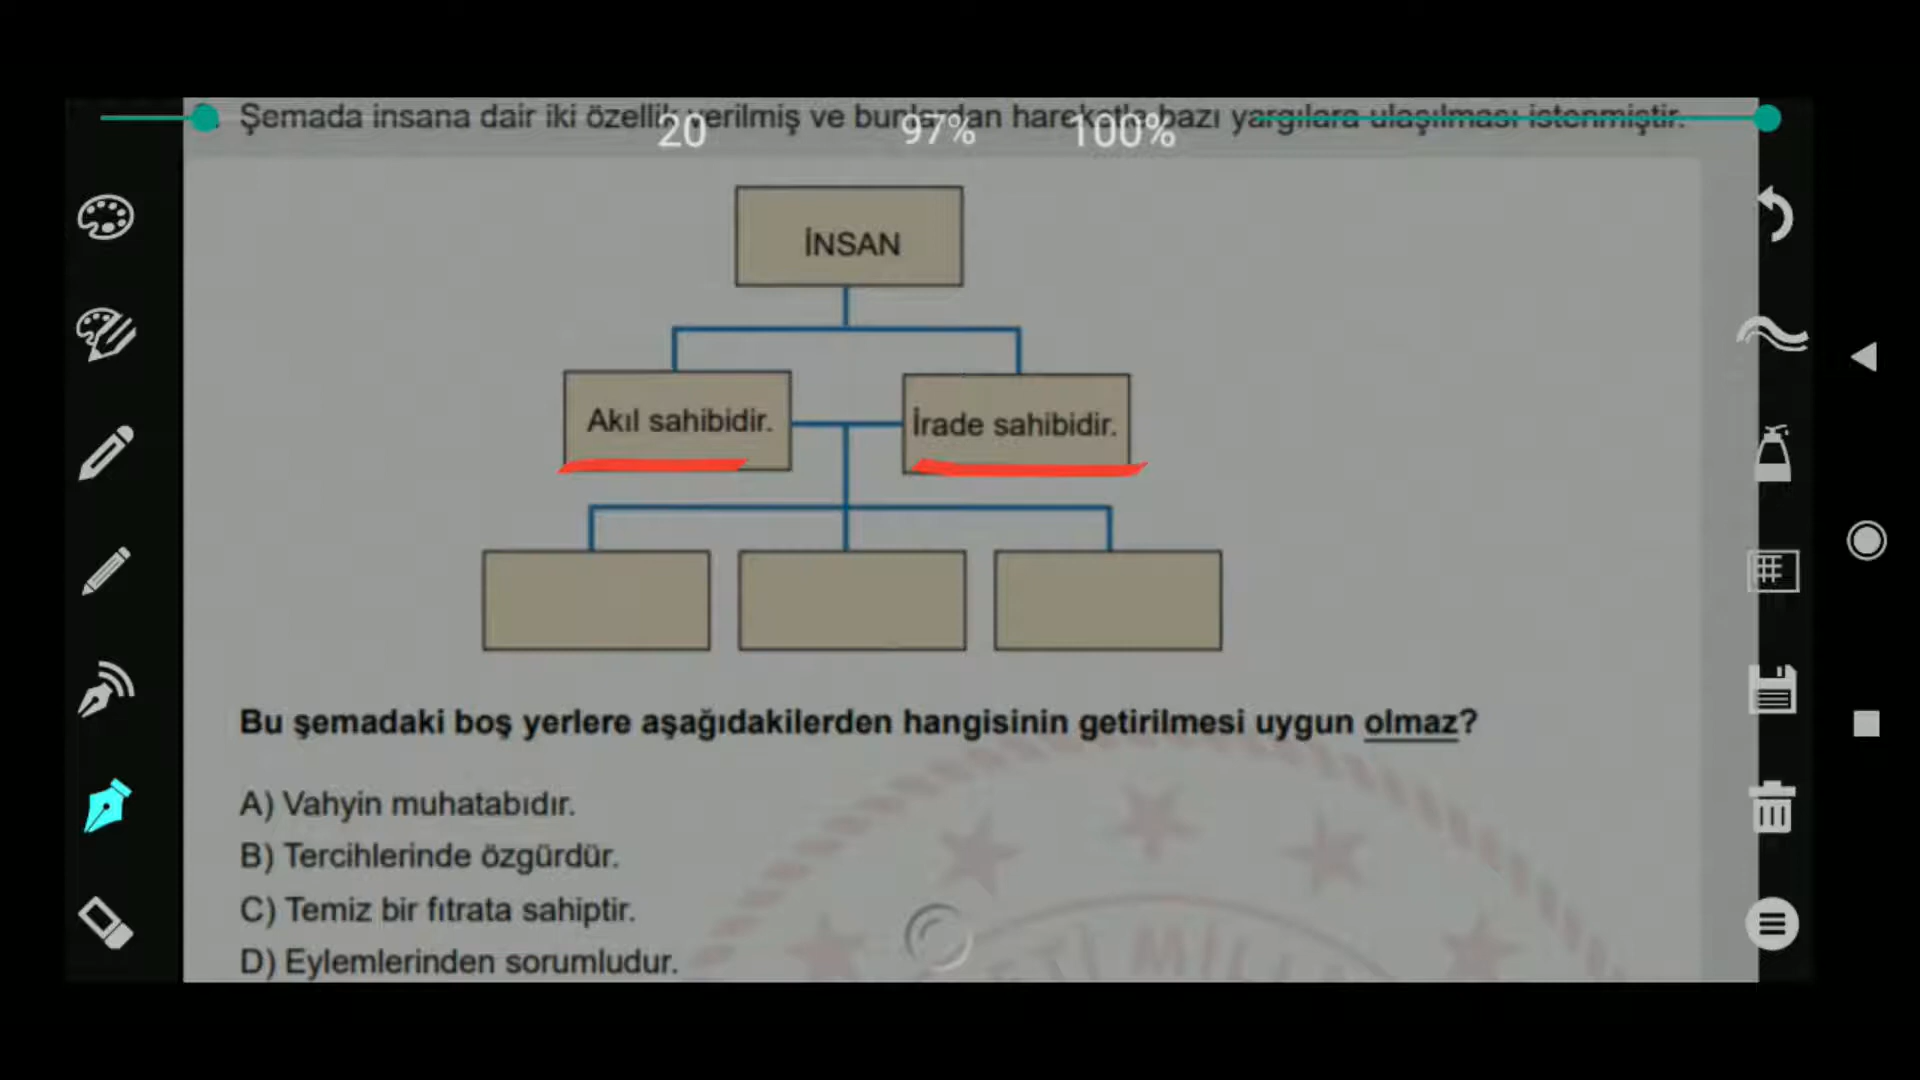 Şemada insana dair iki özellik verilmiş ve bunlardan hareketle bazı yargılara ulaşılması istenmiştir.
20 97% 100%
İNSAN
Akıl sahibidir.
İrade sahibidir.
Bu şemadaki boş yerlere aşağıdakilerden hangisinin getirilmesi uygun olmaz?
A) Vahyin muhatabıdır.
B) Tercihlerinde özgürdür.
C) Temiz bir fıtrata sahiptir.
D) Eylemlerinden sorumludur.